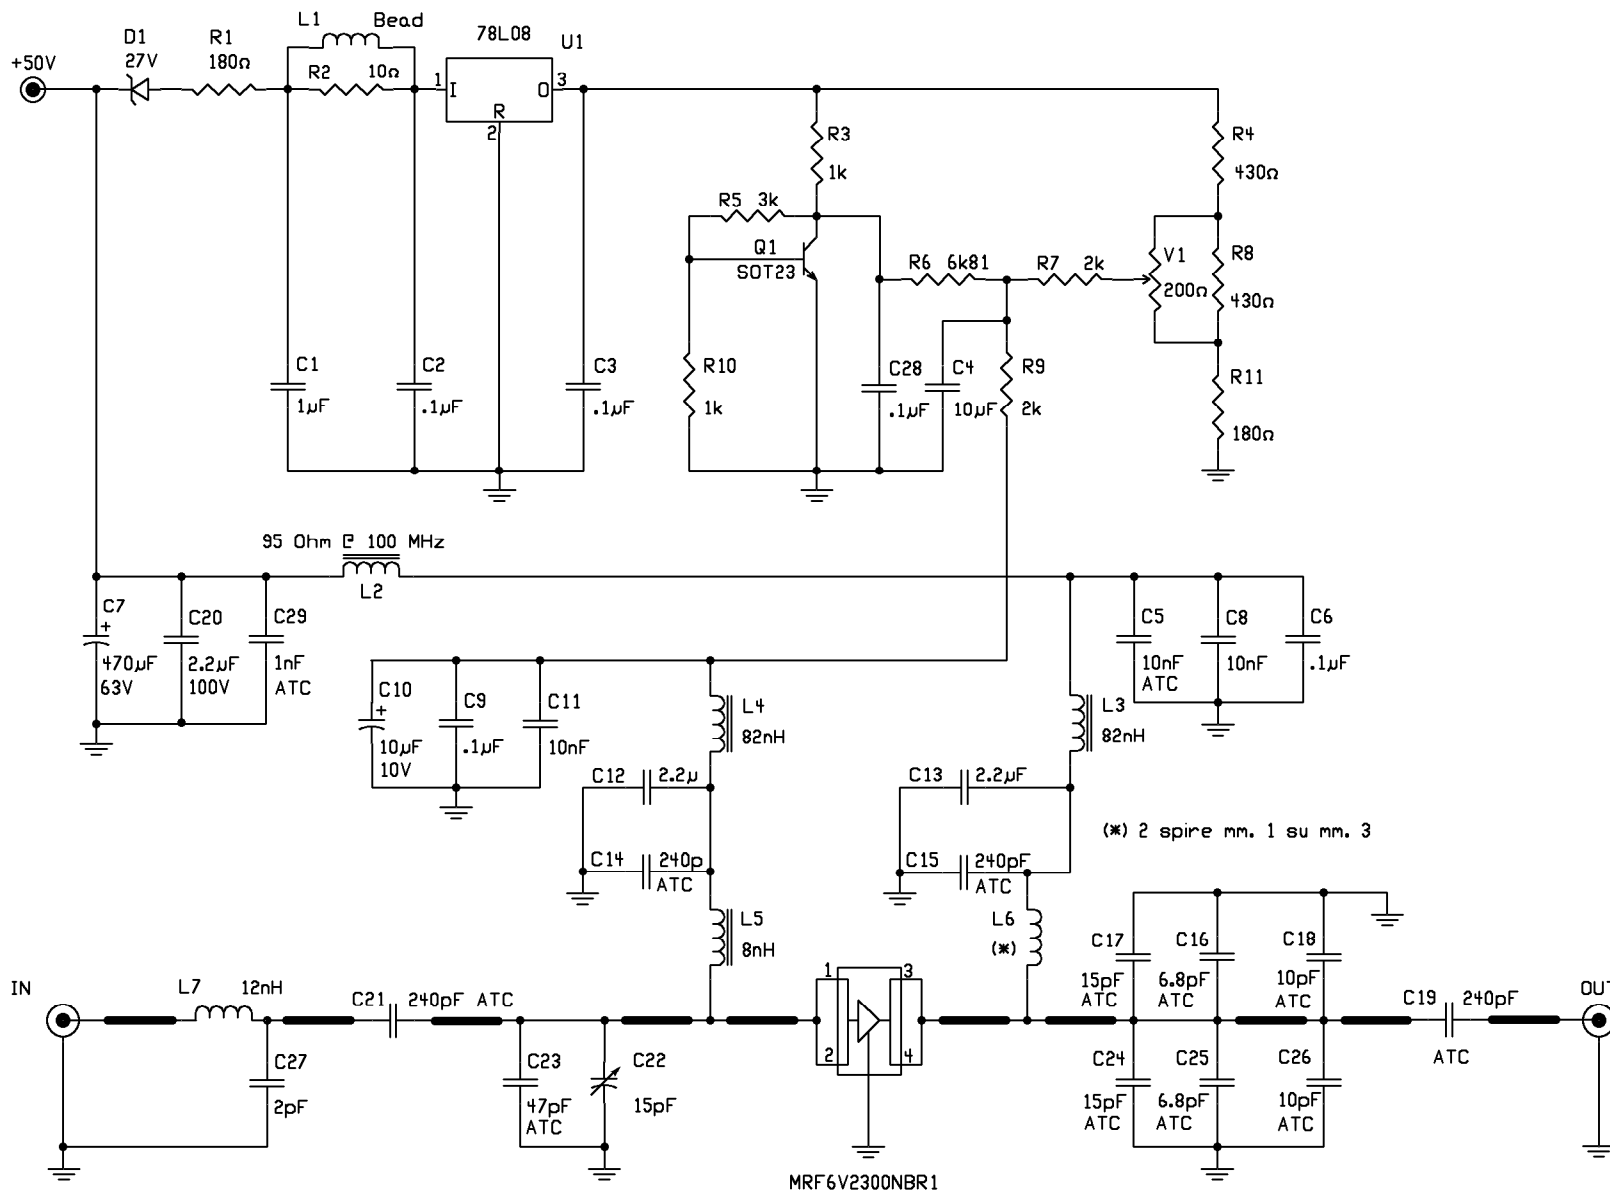 L1 Bead
78L08
U1
D1
27V
R1
180Ω
+50V
R2 10Ω
1 I O 3
R
2
R3
1k
R4
430Ω
R5 3k
Q1
SOT23
R6 6k81
R7 2k
V1
200Ω
R8
430Ω
C1
1µF
C2
.1µF
C3
.1µF
R10
1k
C28
.1µF
C4
10µF
R9
2k
R11
180Ω
95 Ohm @ 100 MHz
L2
C7
+
470µF
63V
C20
2.2µF
100V
C29
1nF
ATC
C5
10nF
ATC
C8
10nF
C6
.1µF
C10
+
10µF
10V
C9
.1µF
C11
10nF
L4
82nH
L3
82nH
C12 2.2µ
C13 2.2µF
(*) 2 spire mm. 1 su mm. 3
C14 240p
ATC
C15 240pF
ATC
L5
8nH
L6
(*)
C17
15pF
ATC
C16
6.8pF
ATC
C18
10pF
ATC
IN
L7 12nH
C21 240pF ATC
1
2
3
4
C19 240pF
ATC
OUT
C27
2pF
C23
47pF
ATC
C22
15pF
C24
15pF
ATC
C25
6.8pF
ATC
C26
10pF
ATC
MRF6V2300NBR1